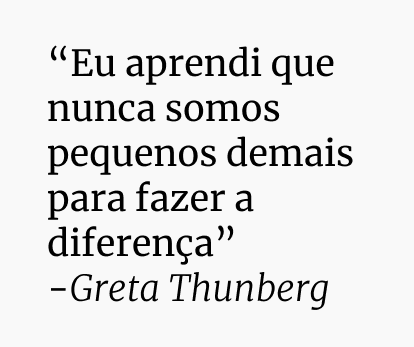 “Eu aprendi que
nunca somos
pequenos demais
para fazer a
diferença”
-Greta Thunberg